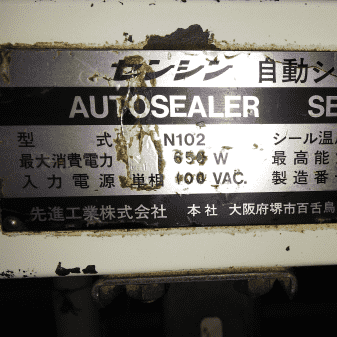 センシン 自動シ
AUTOSEALER SE
型 式 N102 シール温
最大消費電力 650 W 最高能
入力電源 単相 100 VAC. 製造番
先進工業株式会社 本社 大阪府堺市百舌鳥